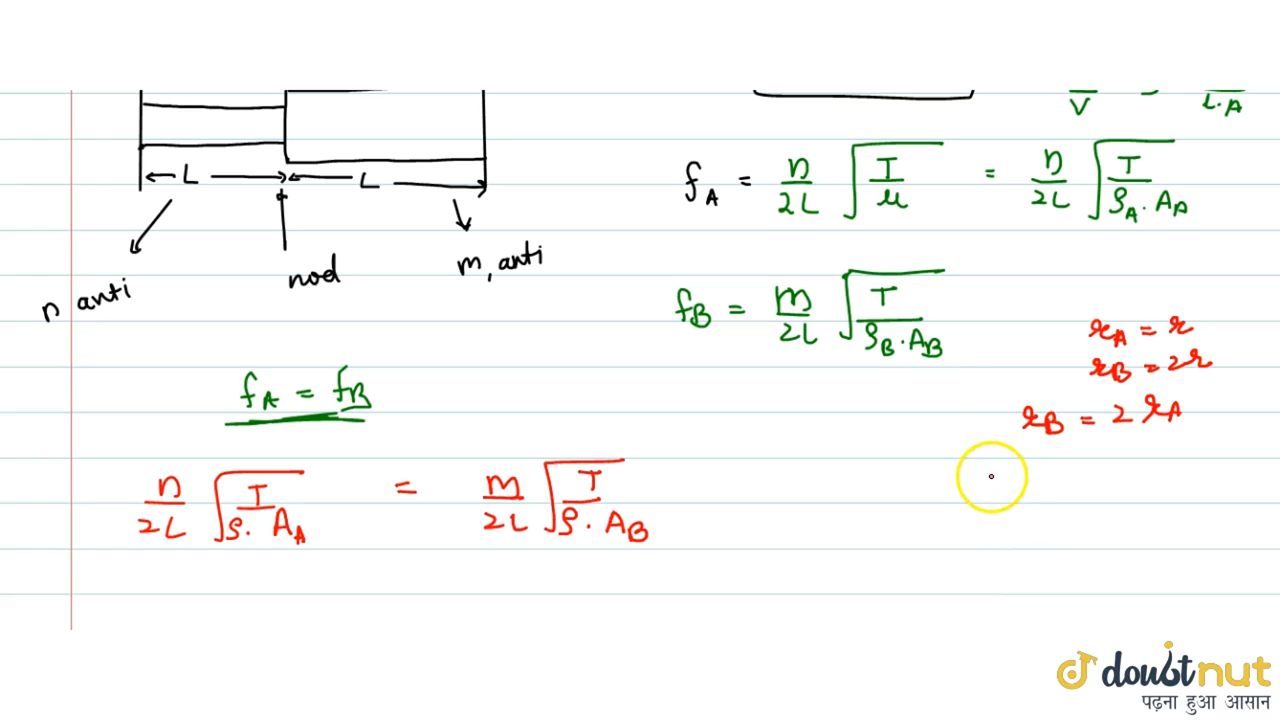 V̅ - L.A
← L → ← L →
n anti
nod
m, anti
f_A = n/2L √(T/μ) = n/2L √(T/(ρ_A . A_A))
f_B = m/2L √(T/(ρ_B . A_B))
r_A = r
r_B = 2r
r_B = 2 r_A
f_A = f_B
n/2L √(T/(ρ. A_A)) = m/2L √(T/(ρ. A_B))
doubtnut
पढ़ना हुआ आसान